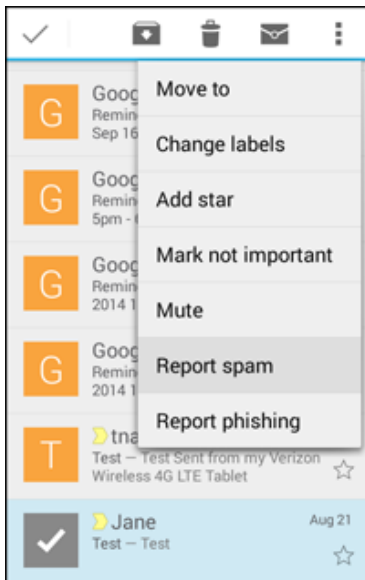 Move to
Change labels
Add star
Mark not important
Mute
Report spam
Report phishing
G
Goog
Remin
Sep 16
G
Goog
Remin
5pm - 
G
Goog
Remin
2014 1
G
Goog
Remin
2014 1
T
tna
Test – Test Sent from my Verizon
Wireless 4G LTE Tablet
Jane Aug 21
Test – Test